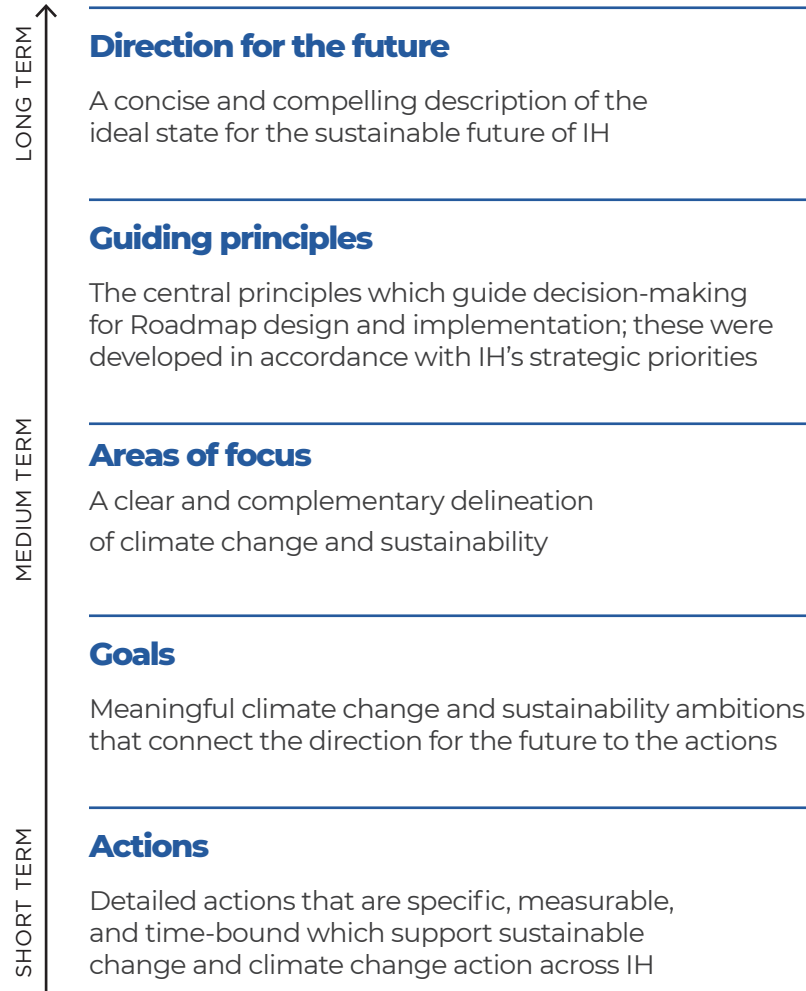 LONG TERM
Direction for the future
A concise and compelling description of the
ideal state for the sustainable future of IH
Guiding principles
The central principles which guide decision-making
for Roadmap design and implementation; these were
developed in accordance with IH’s strategic priorities
MEDIUM TERM
Areas of focus
A clear and complementary delineation
of climate change and sustainability
Goals
Meaningful climate change and sustainability ambitions
that connect the direction for the future to the actions
SHORT TERM
Actions
Detailed actions that are specific, measurable,
and time-bound which support sustainable
change and climate change action across IH